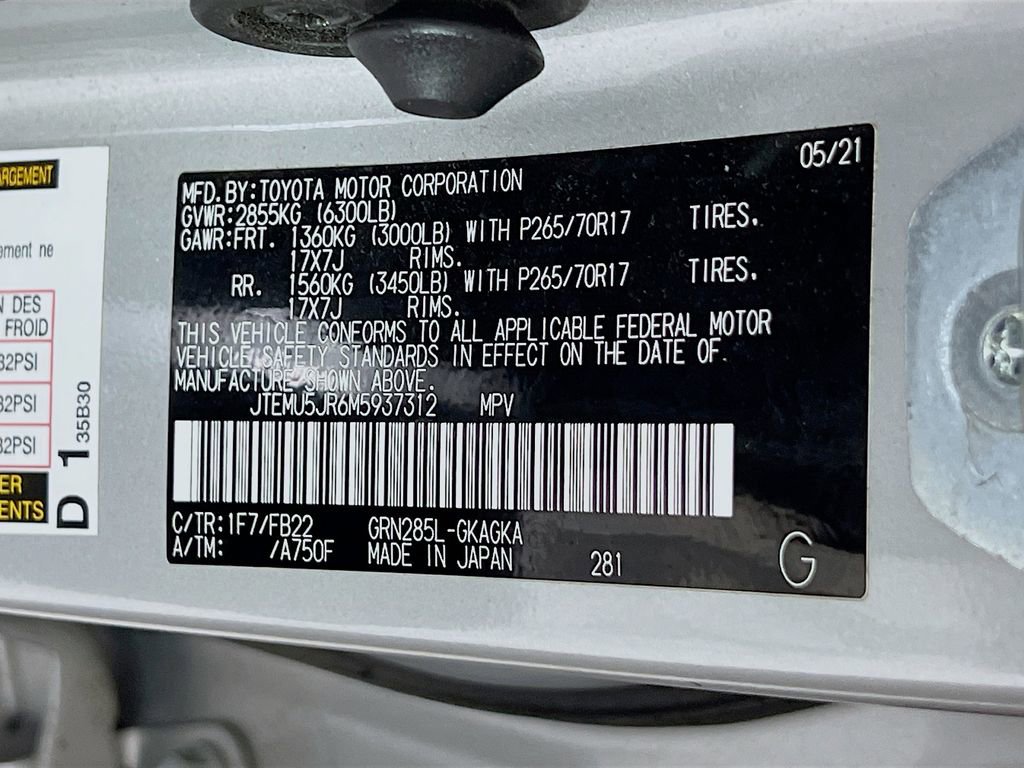 ARGEMENT
ement ne
N DES
FROID
32PSI
32PSI
32PSI
ER
ENTS
D 1 35B30
05/21
MFD.BY:TOYOTA MOTOR CORPORATION
GVWR:2855KG (6300LB)
GAWR:FRT. 1360KG (3000LB) WITH P265/70R17 TIRES.
17X7J RIMS.
RR. 1560KG (3450LB) WITH P265/70R17 TIRES.
17X7J RIMS.
THIS VEHICLE CONFORMS TO ALL APPLICABLE FEDERAL MOTOR
VEHICLE SAFETY STANDARDS IN EFFECT ON THE DATE OF
MANUFACTURE SHOWN ABOVE.
JTEMU5JR6M5937312 MPV
C/TR:1F7/FB22 GRN285L-GKAGKA
A/TM: /A750F MADE IN JAPAN 281 G